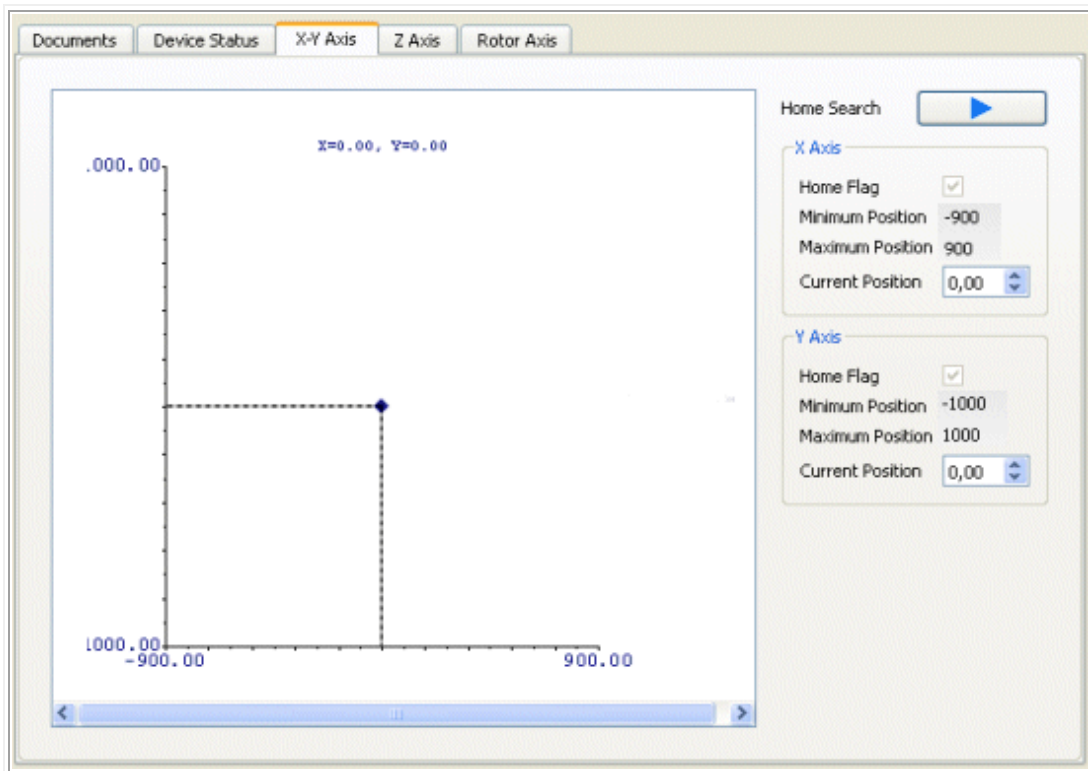 Documents
Device Status
X-Y Axis
Z Axis
Rotor Axis
X=0.00, Y=0.00
.000.00
1000.00
-900.00
900.00
Home Search
X Axis
Home Flag
Minimum Position -900
Maximum Position 900
Current Position 0,00
Y Axis
Home Flag
Minimum Position -1000
Maximum Position 1000
Current Position 0,00